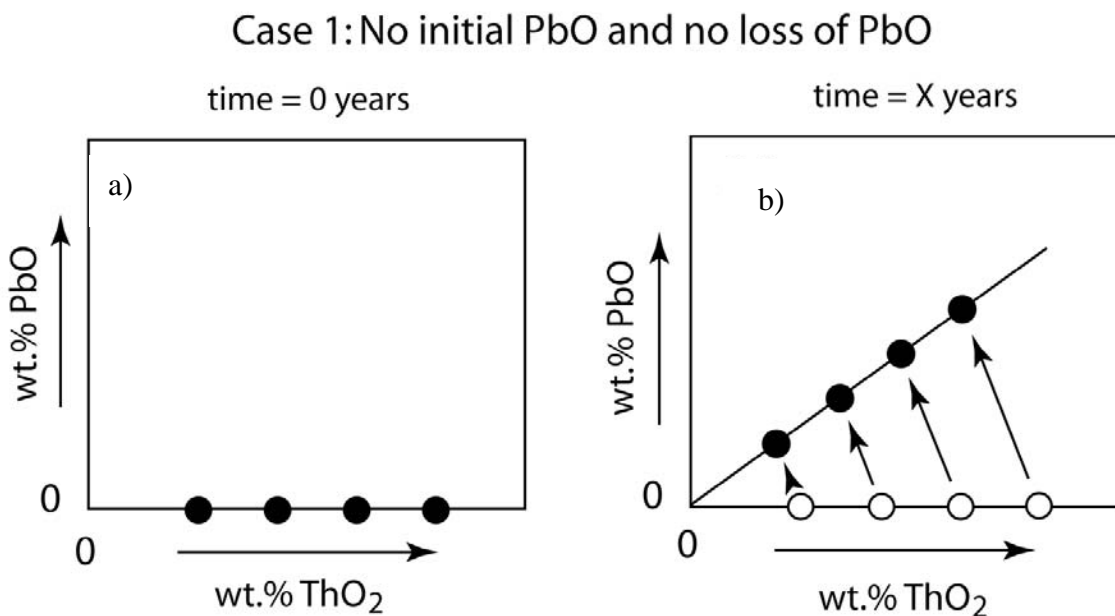 Case 1: No initial PbO and no loss of PbO
time = 0 years
a)
wt.% PbO
0
0
wt.% ThO₂
time = X years
b)
wt.% PbO
0
0
wt.% ThO₂